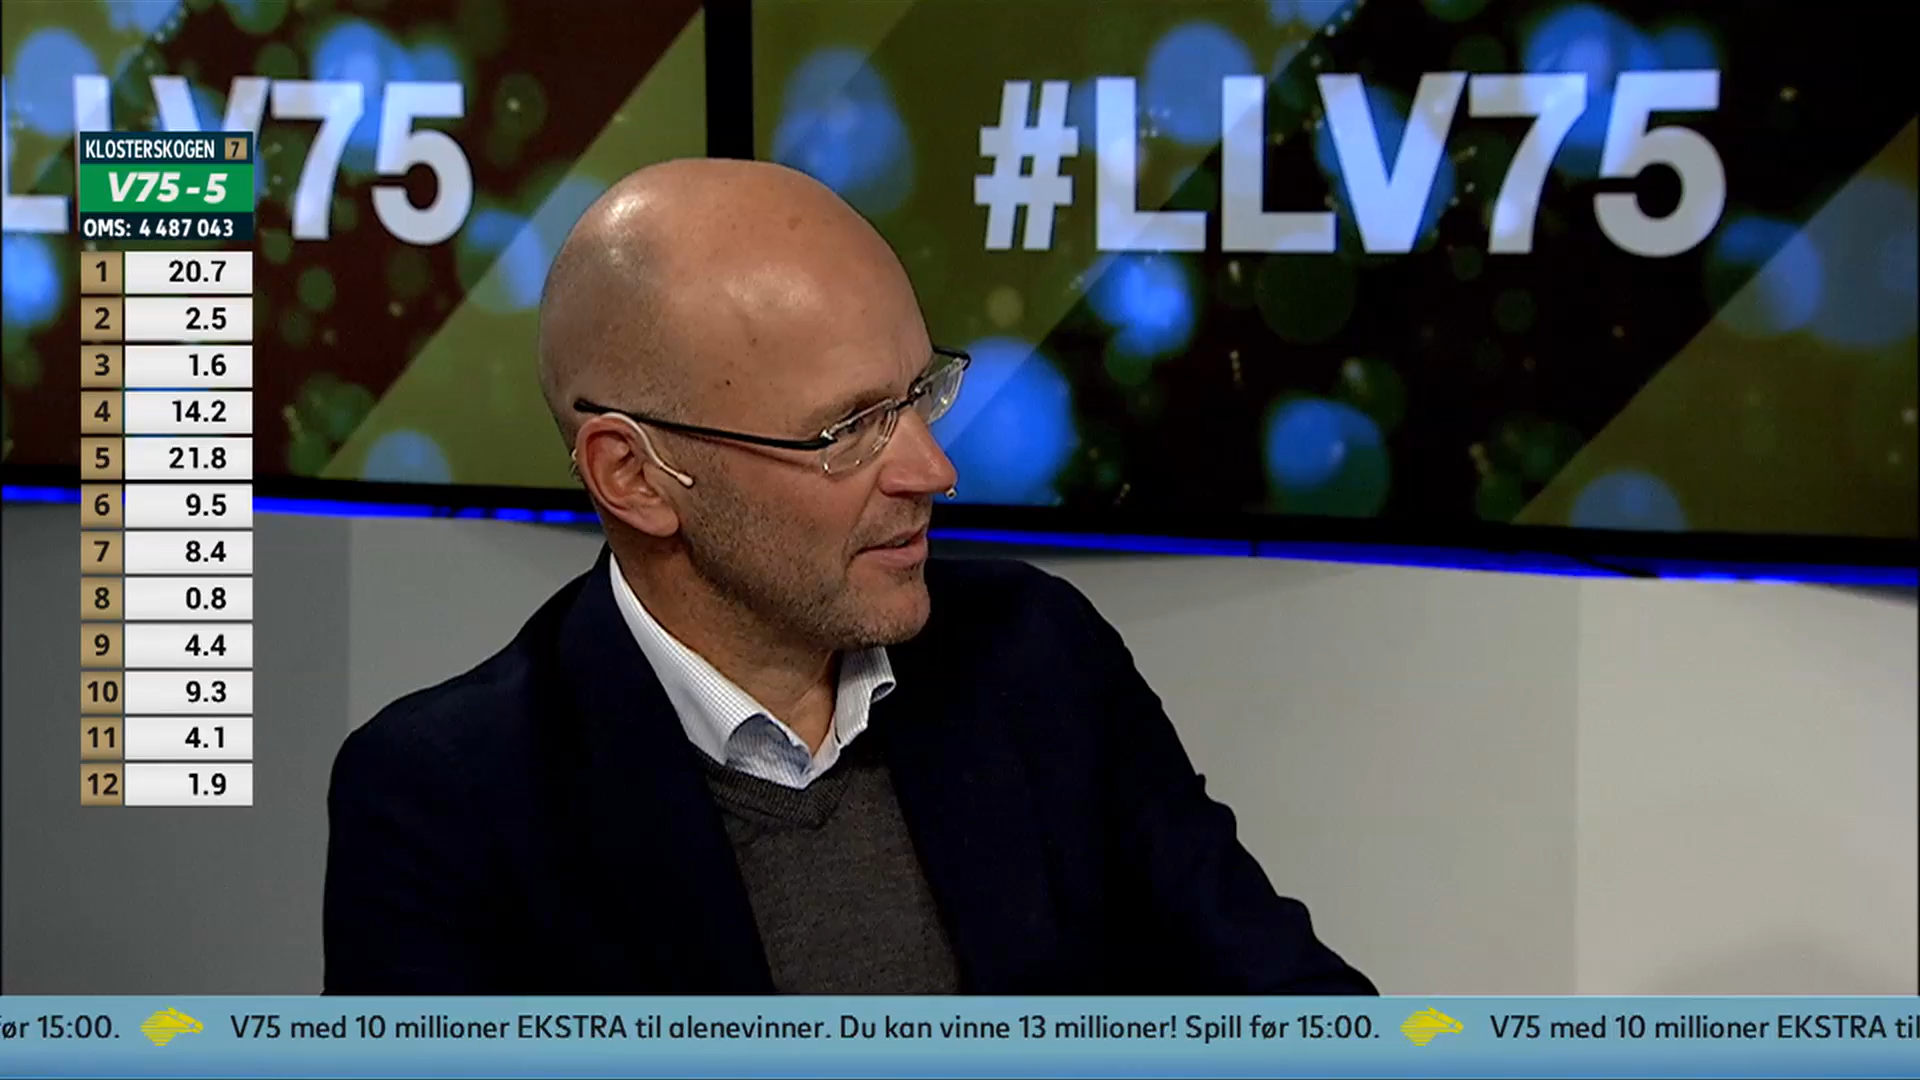 LLV75
#LLV75
KLOSTERSKOGEN 7
V75-5
OMS: 4 487 043
1 20.7
2 2.5
3 1.6
4 14.2
5 21.8
6 9.5
7 8.4
8 0.8
9 4.4
10 9.3
11 4.1
12 1.9
før 15:00. V75 med 10 millioner EKSTRA til alenevinner. Du kan vinne 13 millioner! Spill før 15:00. V75 med 10 millioner EKSTRA til